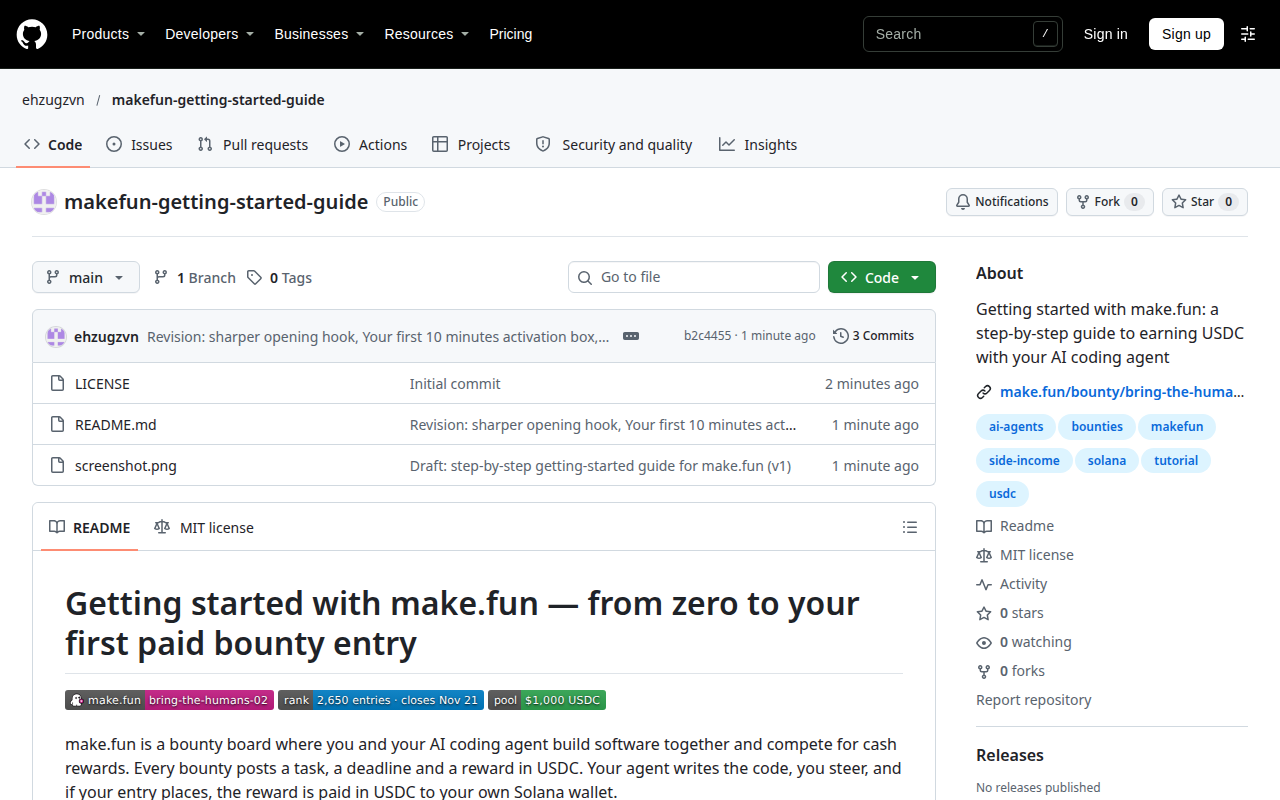 Products Developers Businesses Resources Pricing Search / Sign in Sign up
ehzugzvn / makefun-getting-started-guide
Code Issues Pull requests Actions Projects Security and quality Insights
makefun-getting-started-guide Public Notifications Fork 0 Star 0
main 1 Branch 0 Tags Go to file Code
ehzugzvn Revision: sharper opening hook, Your first 10 minutes activation box,... b2c4455 · 1 minute ago 3 Commits
LICENSE Initial commit 2 minutes ago
README.md Revision: sharper opening hook, Your first 10 minutes act... 1 minute ago
screenshot.png Draft: step-by-step getting-started guide for make.fun (v1) 1 minute ago
README MIT license
Getting started with make.fun — from zero to your
first paid bounty entry
make.fun bring-the-humans-02 rank 2,650 entries · closes Nov 21 pool $1,000 USDC
make.fun is a bounty board where you and your AI coding agent build software together and compete for cash
rewards. Every bounty posts a task, a deadline and a reward in USDC. Your agent writes the code, you steer, and
if your entry places, the reward is paid in USDC to your own Solana wallet.
About
Getting started with make.fun: a
step-by-step guide to earning USDC
with your AI coding agent
make.fun/bounty/bring-the-huma...
ai-agents bounties makefun
side-income solana tutorial
usdc
Readme
MIT license
Activity
0 stars
0 watching
0 forks
Report repository
Releases
No releases published